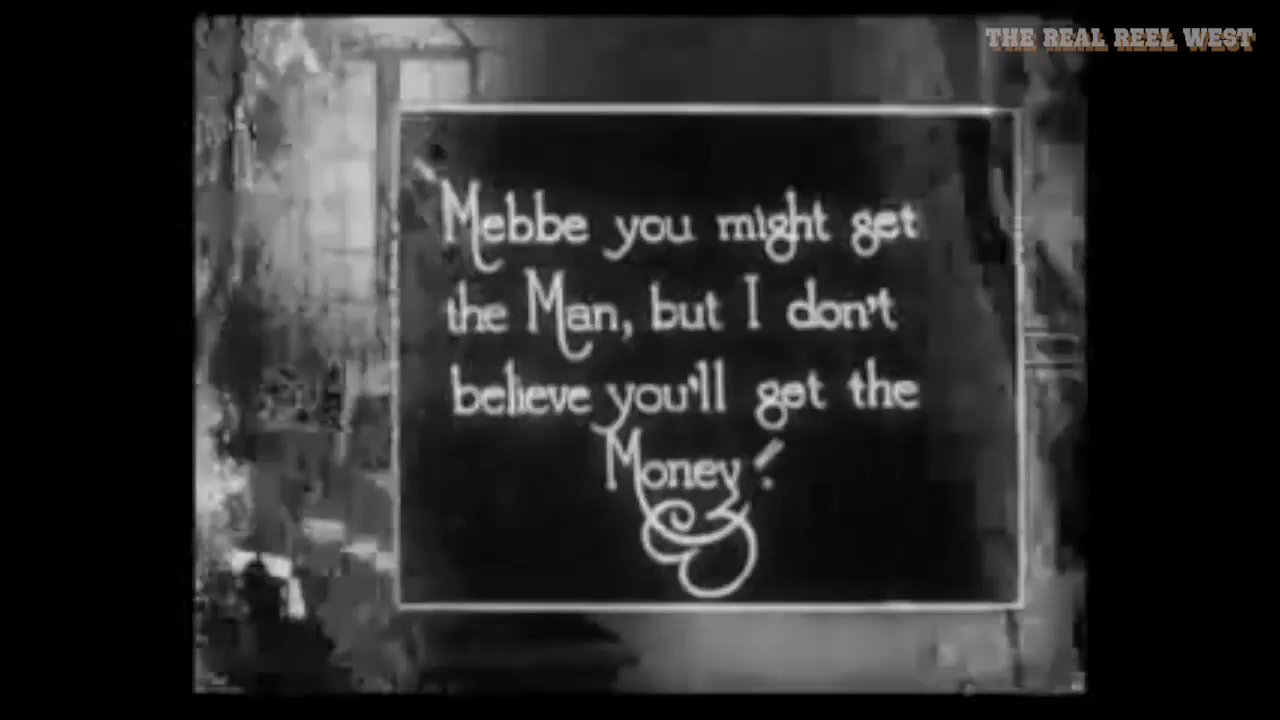 THE REAL REEL WEST
Mebbe you might get
the Man, but I don't
believe you'll get the
Money!